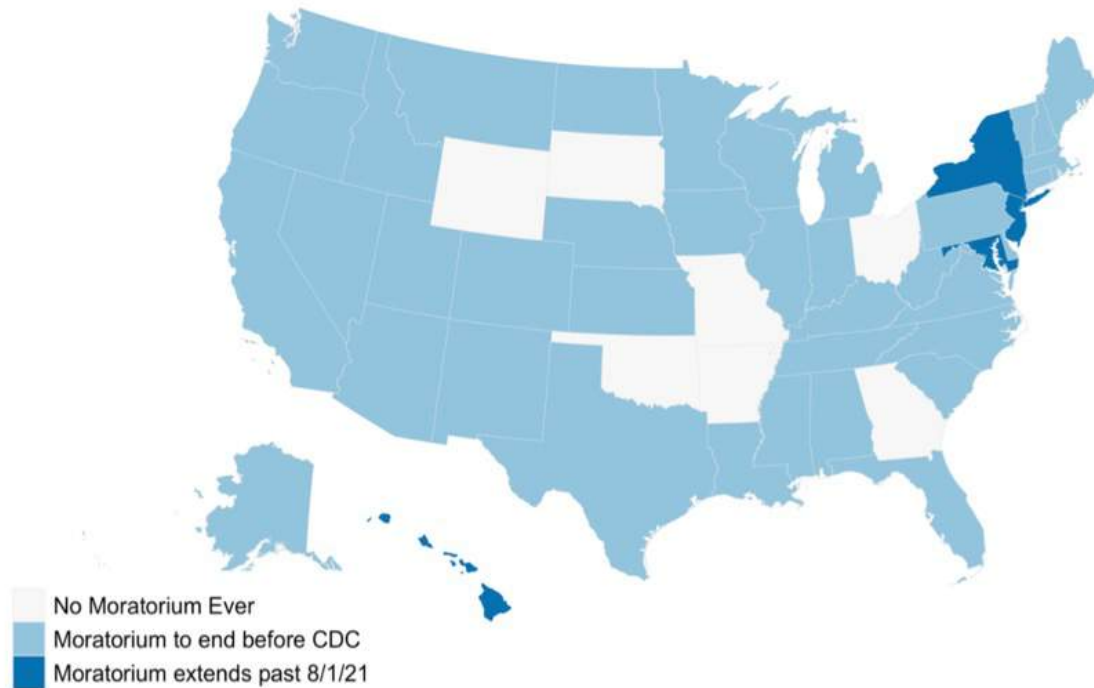 No Moratorium Ever
Moratorium to end before CDC
Moratorium extends past 8/1/21